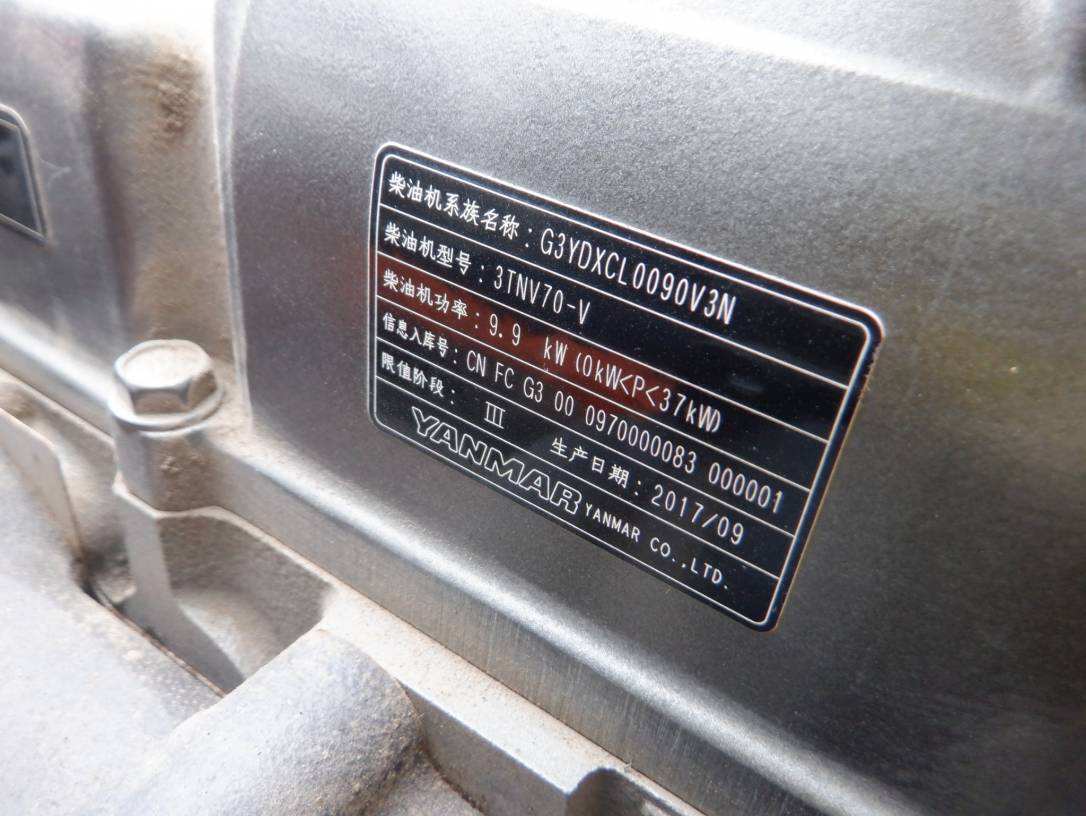 柴油机系族名称：G3YDXCL0090V3N
柴油机型号：3TNV70-V
柴油机功率：9.9 kW (0kW<P<37kW)
信息入库号：CN FC G3 00 0970000083 000001
限值阶段： III 生产日期：2017/09
YANMAR YANMAR CO.,LTD.